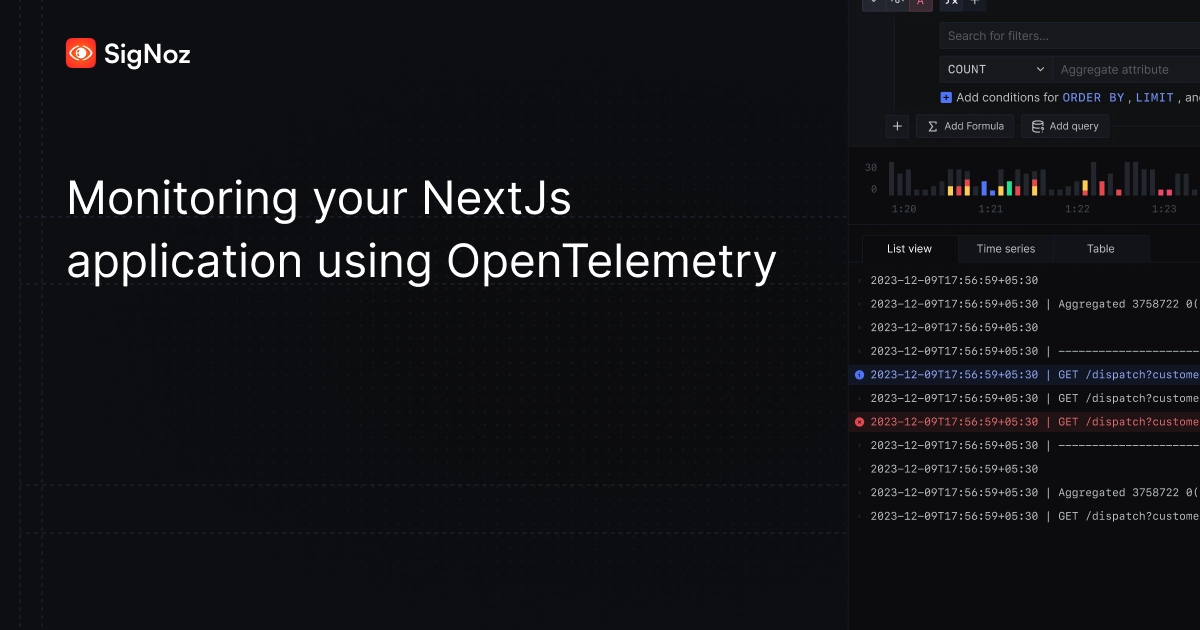 SigNoz
Monitoring your NextJs
application using OpenTelemetry
Search for filters...
COUNT
Aggregate attribute
Add conditions for ORDER BY , LIMIT , an
+ Add Formula Add query
30
0
1:20 1:21 1:22 1:23
List view Time series Table
2023-12-09T17:56:59+05:30
2023-12-09T17:56:59+05:30 | Aggregated 3758722 0(
2023-12-09T17:56:59+05:30
2023-12-09T17:56:59+05:30 | ---------------------
2023-12-09T17:56:59+05:30 | GET /dispatch?custome
2023-12-09T17:56:59+05:30 | GET /dispatch?custome
2023-12-09T17:56:59+05:30 | GET /dispatch?custome
2023-12-09T17:56:59+05:30 | ---------------------
2023-12-09T17:56:59+05:30
2023-12-09T17:56:59+05:30 | Aggregated 3758722 0(
2023-12-09T17:56:59+05:30 | GET /dispatch?custome